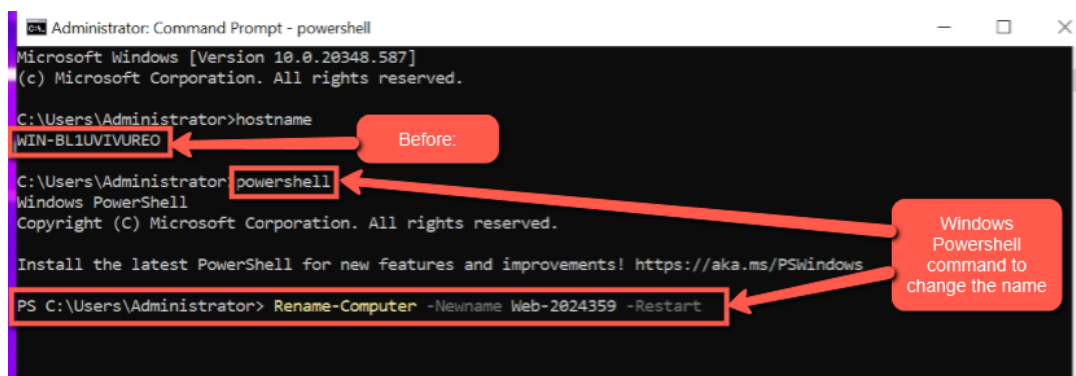 Administrator: Command Prompt - powershell
Microsoft Windows [Version 10.0.20348.587]
(c) Microsoft Corporation. All rights reserved.
C:\Users\Administrator>hostname
WIN-BL1UVIVUREO
Before:
C:\Users\Administrator>powershell
Windows PowerShell
Copyright (C) Microsoft Corporation. All rights reserved.
Windows
Powershell
command to
change the name
Install the latest PowerShell for new features and improvements! https://aka.ms/PSWindows
PS C:\Users\Administrator> Rename-Computer -Newname Web-2024359 -Restart